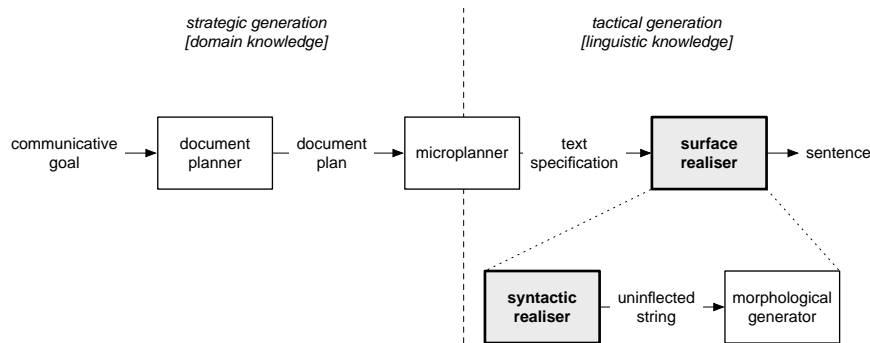 strategic generation
[domain knowledge]
tactical generation
[linguistic knowledge]
communicative
goal
document
planner
document
plan
microplanner
text
specification
surface
realiser
sentence
syntactic
realiser
uninflected
string
morphological
generator